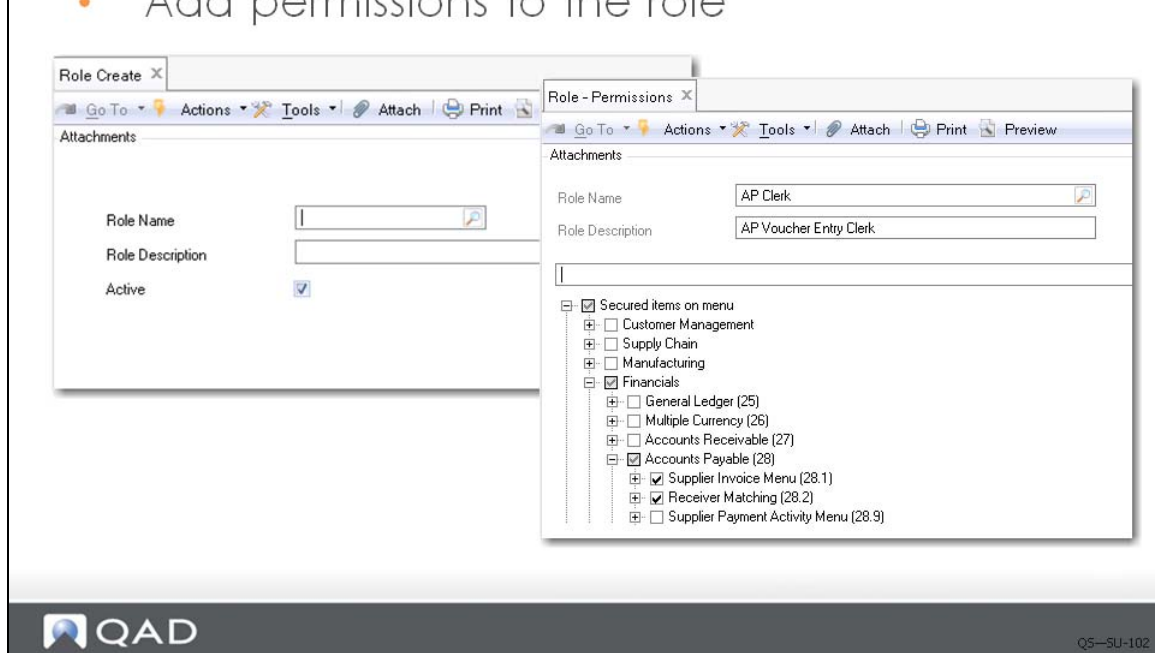 • Add permissions to the role
Role Create X
Go To Actions Tools Attach Print
Attachments
Role Name
Role Description
Active
Role - Permissions X
Go To Actions Tools Attach Print Preview
Attachments
Role Name AP Clerk
Role Description AP Voucher Entry Clerk
Secured items on menu
Customer Management
Supply Chain
Manufacturing
Financials
General Ledger (25)
Multiple Currency (26)
Accounts Receivable (27)
Accounts Payable (28)
Supplier Invoice Menu (28.1)
Receiver Matching (28.2)
Supplier Payment Activity Menu (28.9)
QAD
QS—SU-102